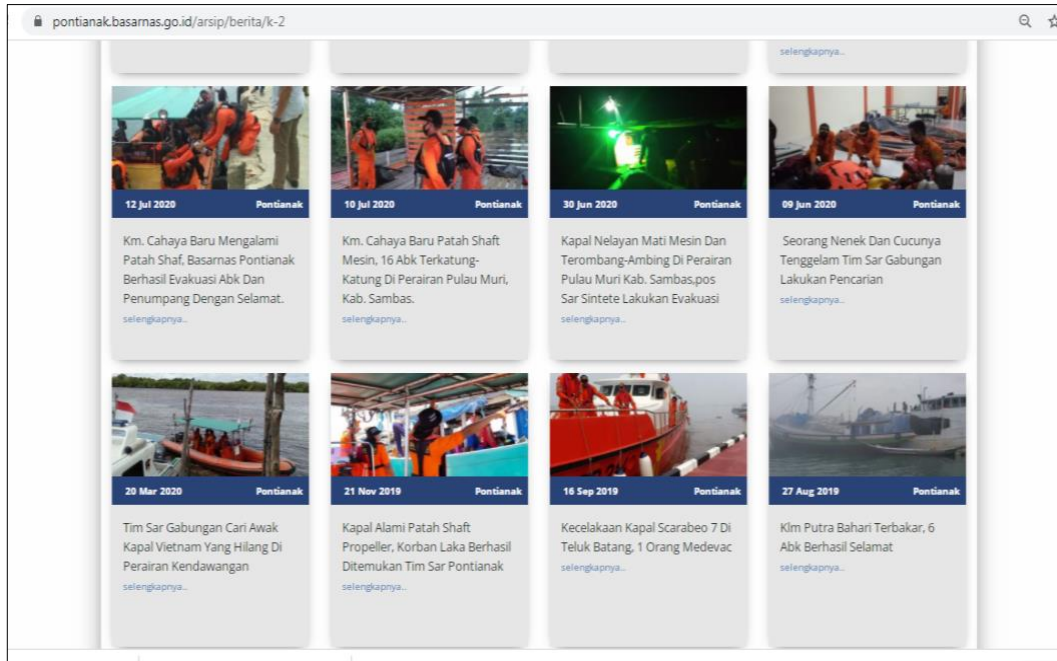 pontianak.basarnas.go.id/arsip/berita/k-2
selengkapnya..
12 Jul 2020 Pontianak
Km. Cahaya Baru Mengalami
Patah Shaf, Basarnas Pontianak
Berhasil Evakuasi Abk Dan
Penumpang Dengan Selamat.
selengkapnya..
10 Jul 2020 Pontianak
Km. Cahaya Baru Patah Shaft
Mesin, 16 Abk Terkatung-
Katung Di Perairan Pulau Muri,
Kab. Sambas.
selengkapnya..
30 Jun 2020 Pontianak
Kapal Nelayan Mati Mesin Dan
Terombang-Ambing Di Perairan
Pulau Muri Kab. Sambas,pos
Sar Sintete Lakukan Evakuasi
selengkapnya..
09 Jun 2020 Pontianak
Seorang Nenek Dan Cucunya
Tenggelam Tim Sar Gabungan
Lakukan Pencarian
selengkapnya..
20 Mar 2020 Pontianak
Tim Sar Gabungan Cari Awak
Kapal Vietnam Yang Hilang Di
Perairan Kendawangan
selengkapnya..
21 Nov 2019 Pontianak
Kapal Alami Patah Shaft
Propeller, Korban Laka Berhasil
Ditemukan Tim Sar Pontianak
selengkapnya..
16 Sep 2019 Pontianak
Kecelakaan Kapal Scarabeo 7 Di
Teluk Batang, 1 Orang Medevac
selengkapnya..
27 Aug 2019 Pontianak
Klm Putra Bahari Terbakar, 6
Abk Berhasil Selamat
selengkapnya..